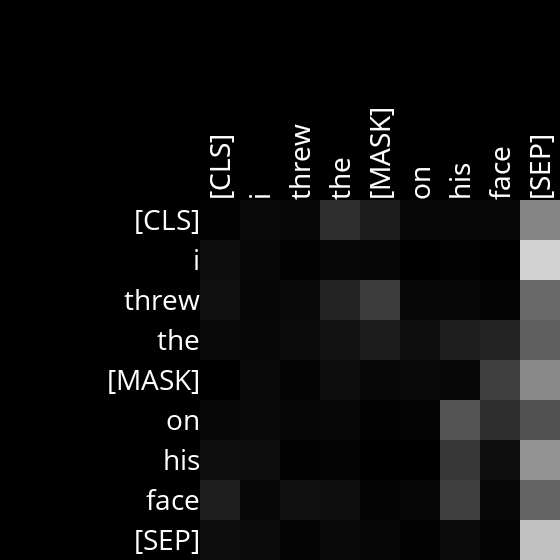 [CLS] i threw the [MASK] on his face [SEP]
[CLS]
i
threw
the
[MASK]
on
his
face
[SEP]